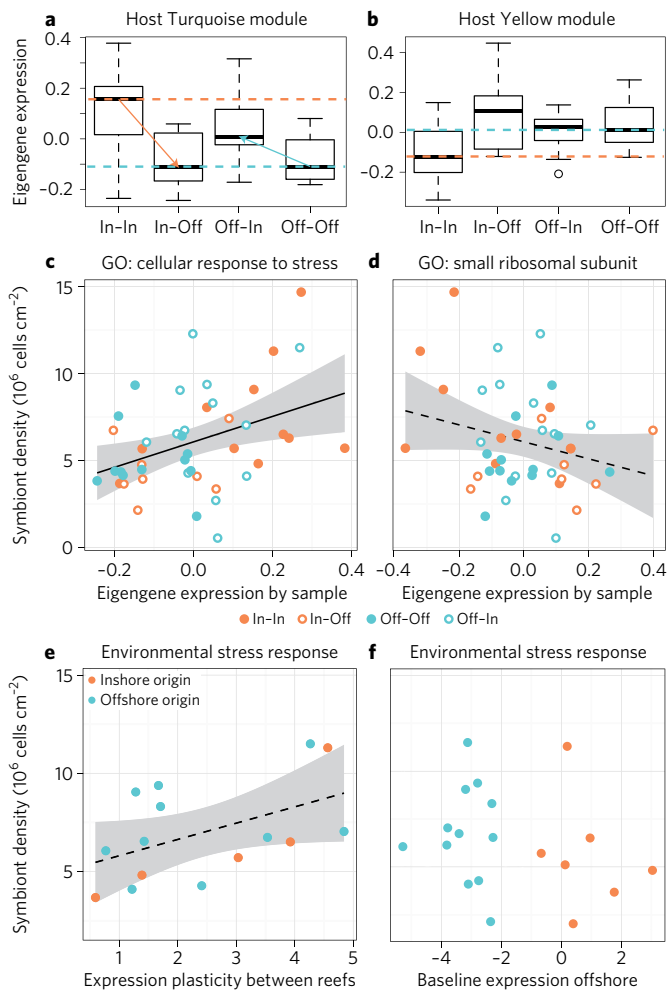 a Host Turquoise module
b Host Yellow module
Eigengene expression
0.4
0.2
0.0
−0.2
In–In In–Off Off–In Off–Off
0.4
0.2
0.0
−0.2
In–In In–Off Off–In Off–Off
c GO: cellular response to stress
d GO: small ribosomal subunit
Symbiont density (10⁶ cells cm⁻²)
15
10
5
0
−0.2 0.0 0.2 0.4
Eigengene expression by sample
−0.4 −0.2 0.0 0.2 0.4
Eigengene expression by sample
In–In In–Off Off–Off Off–In
e Environmental stress response
f Environmental stress response
Inshore origin
Offshore origin
Symbiont density (10⁶ cells cm⁻²)
15
10
5
1 2 3 4 5
Expression plasticity between reefs
−4 −2 0 2
Baseline expression offshore